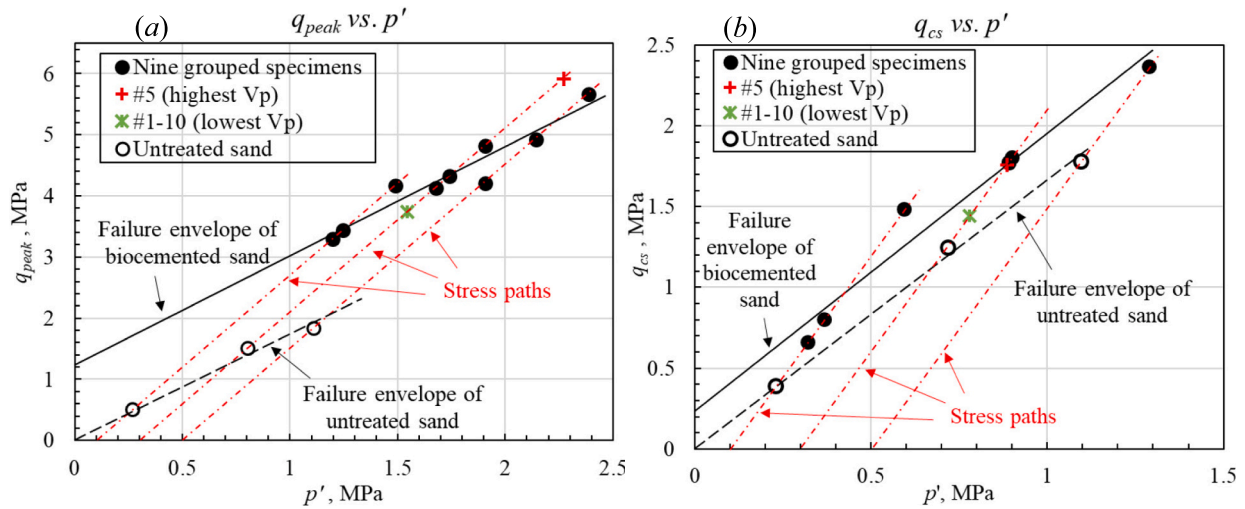 (a)
q_peak vs. p′
Nine grouped specimens
#5 (highest Vp)
#1-10 (lowest Vp)
Untreated sand
Failure envelope of
biocemented sand
Stress paths
Failure envelope of
untreated sand
q_peak , MPa
6
5
4
3
2
1
0
0
0.5
1
1.5
2
2.5
p′ , MPa
(b)
q_cs vs. p′
Nine grouped specimens
#5 (highest Vp)
#1-10 (lowest Vp)
Untreated sand
Failure
envelope of
biocemented
sand
Failure envelope of
untreated sand
Stress paths
q_cs , MPa
2.5
2
1.5
1
0.5
0
0
0.5
1
1.5
p' , MPa